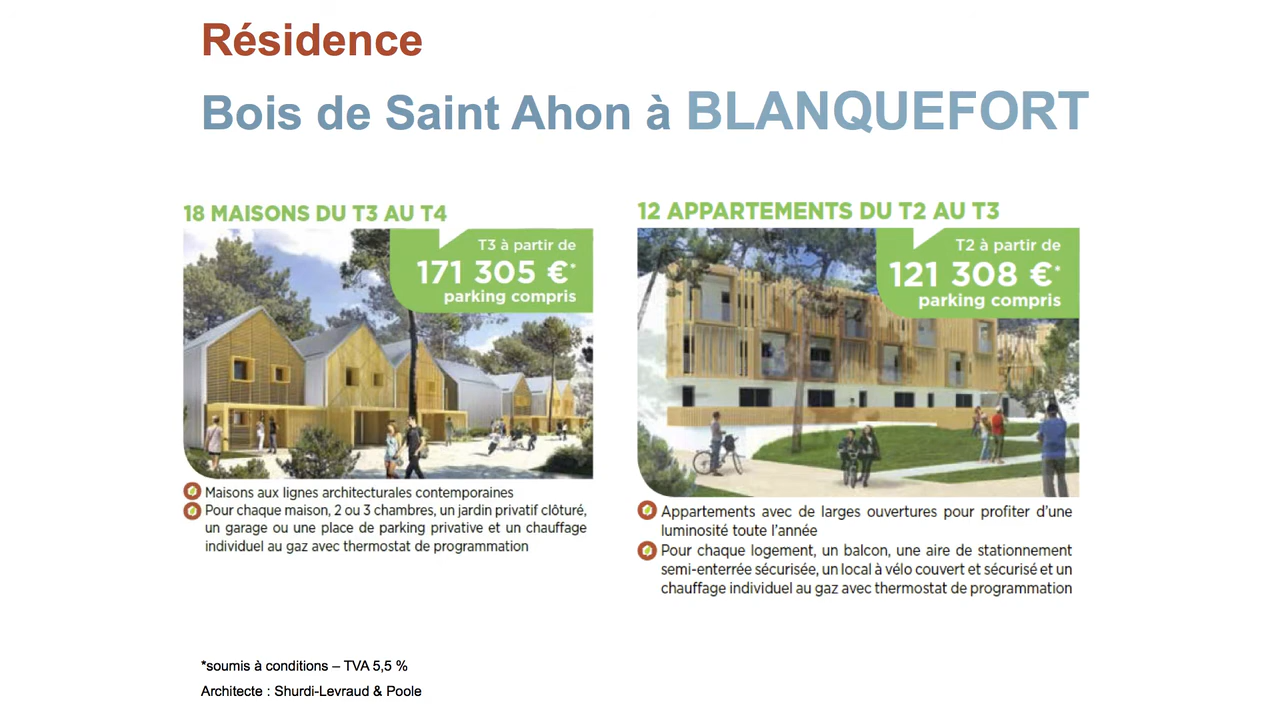 Résidence
Bois de Saint Ahon à BLANQUEFORT
18 MAISONS DU T3 AU T4
T3 à partir de
171 305 €*
parking compris
Maisons aux lignes architecturales contemporaines
Pour chaque maison, 2 ou 3 chambres, un jardin privatif clôturé,
un garage ou une place de parking privative et un chauffage
individuel au gaz avec thermostat de programmation
12 APPARTEMENTS DU T2 AU T3
T2 à partir de
121 308 €*
parking compris
Appartements avec de larges ouvertures pour profiter d'une
luminosité toute l'année
Pour chaque logement, un balcon, une aire de stationnement
semi-enterrée sécurisée, un local à vélo couvert et sécurisé et un
chauffage individuel au gaz avec thermostat de programmation
*soumis à conditions – TVA 5,5 %
Architecte : Shurdi-Levraud & Poole